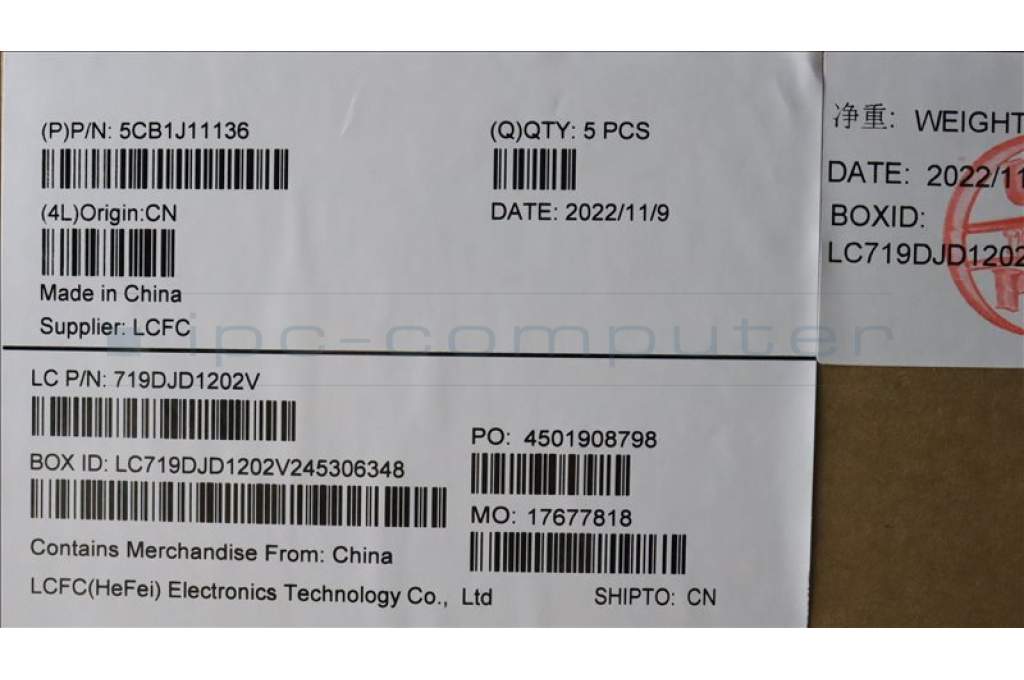 (P)P/N: 5CB1J11136
(Q)QTY: 5 PCS
(4L)Origin:CN
DATE: 2022/11/9
Made in China
Supplier: LCFC
ipc-computer
LC P/N: 719DJD1202V
PO: 4501908798
BOX ID: LC719DJD1202V245306348
MO: 17677818
Contains Merchandise From: China
LCFC(HeFei) Electronics Technology Co., Ltd
SHIPTO: CN
净重: WEIGHT
DATE: 2022/11
BOXID:
LC719DJD1202